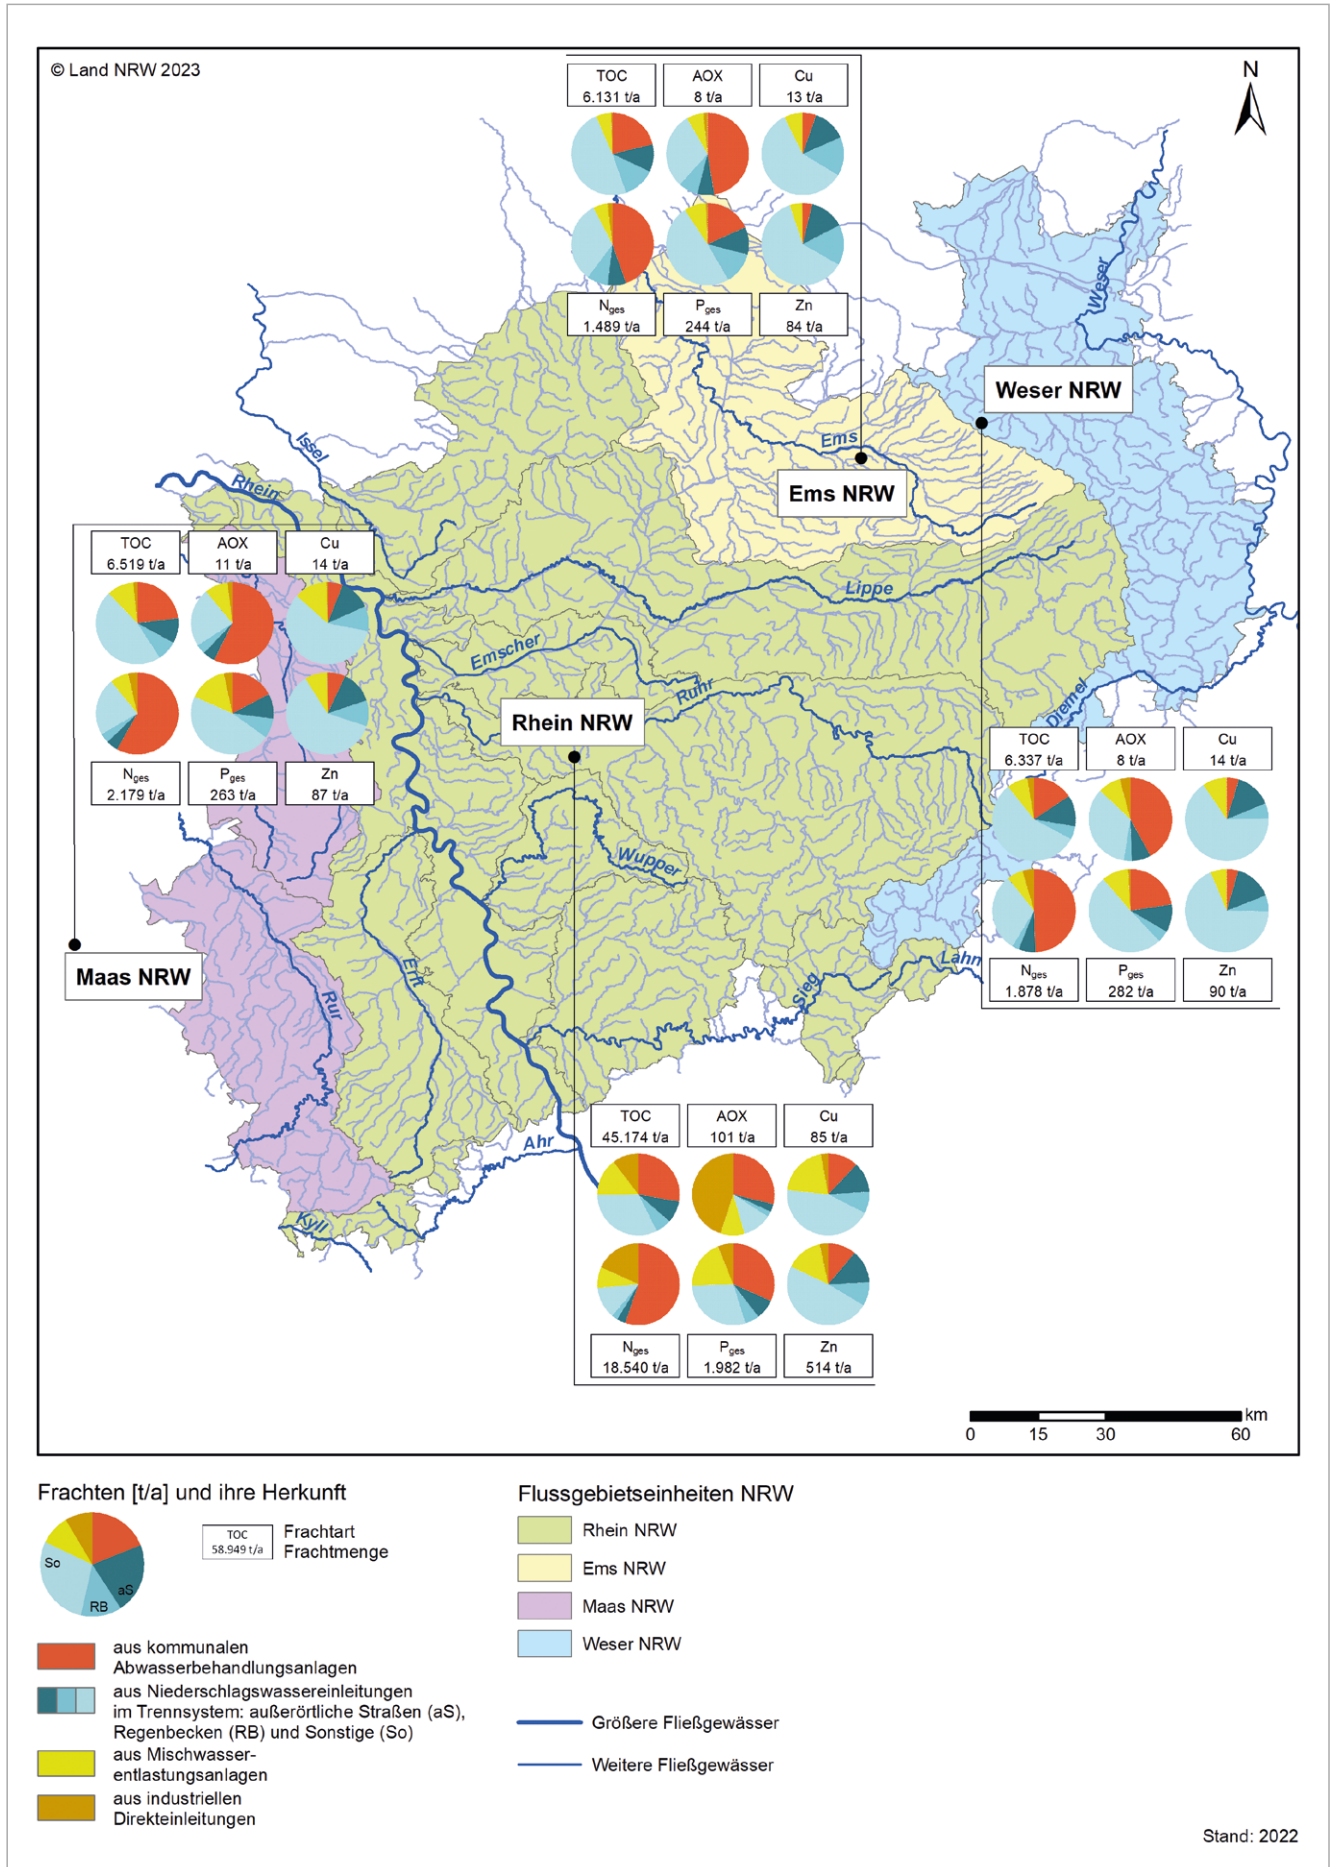 © Land NRW 2023
N
TOC
6.131 t/a
AOX
8 t/a
Cu
13 t/a
Nges
1.489 t/a
Pges
244 t/a
Zn
84 t/a
Weser
Weser NRW
Issel
Ems
Ems NRW
Rhein
TOC
6.519 t/a
AOX
11 t/a
Cu
14 t/a
Lippe
Emscher
Ruhr
Rhein NRW
Diemel
TOC
6.337 t/a
AOX
8 t/a
Cu
14 t/a
Nges
2.179 t/a
Pges
263 t/a
Zn
87 t/a
Wupper
Maas NRW
Erft
Rur
Sieg
Lahn
Nges
1.878 t/a
Pges
282 t/a
Zn
90 t/a
TOC
45.174 t/a
AOX
101 t/a
Cu
85 t/a
Ahr
Kyll
Nges
18.540 t/a
Pges
1.982 t/a
Zn
514 t/a
km
0 15 30 60
Frachten [t/a] und ihre Herkunft
So
aS
RB
TOC
58.949 t/a
Frachtart
Frachtmenge
aus kommunalen
Abwasserbehandlungsanlagen
aus Niederschlagswassereinleitungen
im Trennsystem: außerörtliche Straßen (aS),
Regenbecken (RB) und Sonstige (So)
aus Mischwasser-
entlastungsanlagen
aus industriellen
Direkteinleitungen
Flussgebietseinheiten NRW
Rhein NRW
Ems NRW
Maas NRW
Weser NRW
Größere Fließgewässer
Weitere Fließgewässer
Stand: 2022